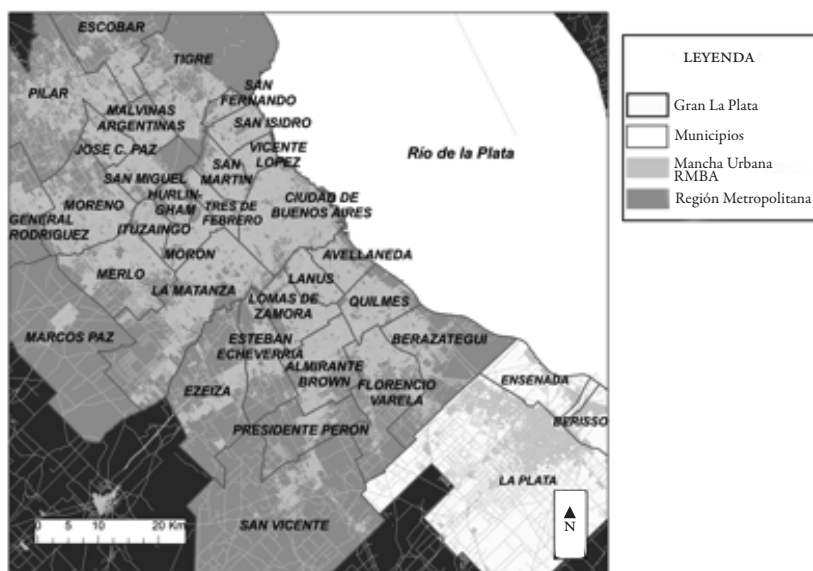 ESCOBAR
TIGRE
PILAR
SAN
FERNANDO
MALVINAS
ARGENTINAS
SAN ISIDRO
JOSE C. PAZ
VICENTE
LOPEZ
Río de la Plata
SAN MIGUEL
SAN
MARTIN
HURLIN-
GHAM
MORENO
TRES DE
FEBRERO
CIUDAD DE
BUENOS AIRES
GENERAL
RODRIGUEZ
ITUZAINGO
MORON
AVELLANEDA
MERLO
LANUS
LA MATANZA
LOMAS DE
ZAMORA
QUILMES
MARCOS PAZ
ESTEBAN
ECHEVERRIA
BERAZATEGUI
ALMIRANTE
BROWN
EZEIZA
FLORENCIO
VARELA
ENSENADA
BERISSO
PRESIDENTE PERON
LA PLATA
SAN VICENTE
0 5 10 20 Km
N
LEYENDA
Gran La Plata
Municipios
Mancha Urbana
RMBA
Región Metropolitana